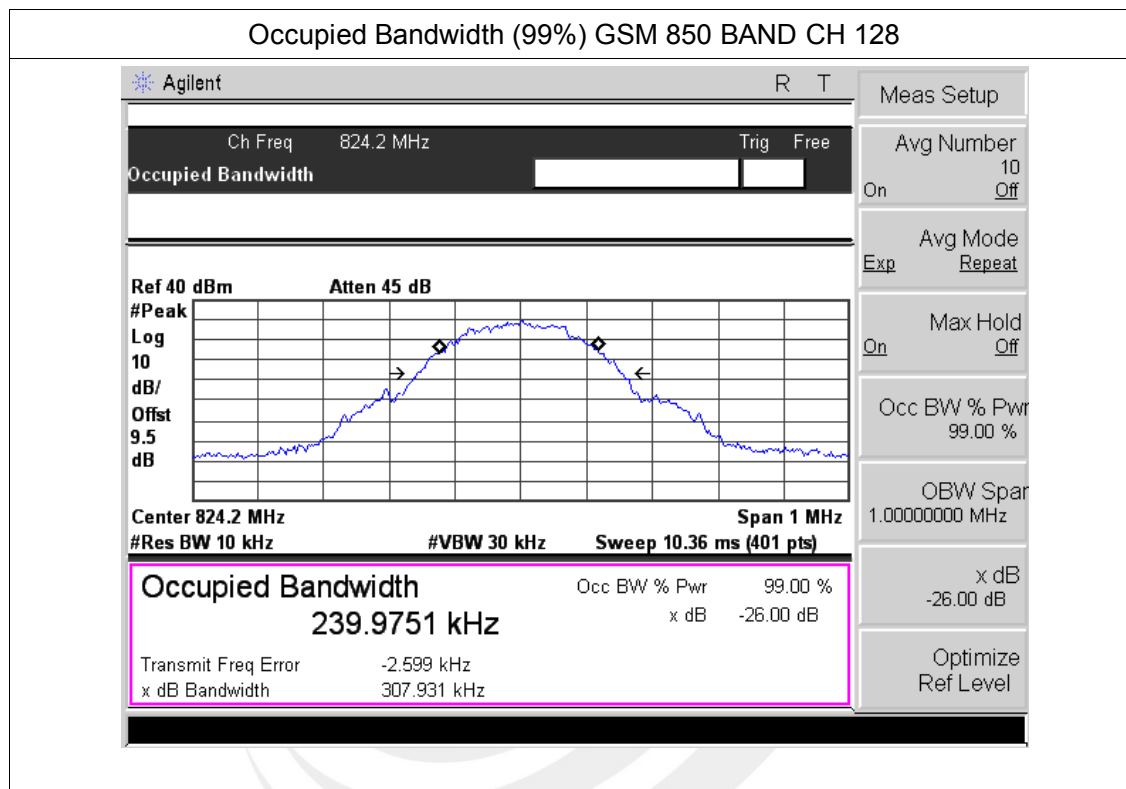 Occupied Bandwidth (99%) GSM 850 BAND CH 128
Agilent R T
Ch Freq 824.2 MHz Trig Free
Occupied Bandwidth
Ref 40 dBm Atten 45 dB
#Peak
Log
10
dB/
Offst
9.5
dB
Center 824.2 MHz Span 1 MHz
#Res BW 10 kHz #VBW 30 kHz Sweep 10.36 ms (401 pts)
Occupied Bandwidth Occ BW % Pwr 99.00 %
239.9751 kHz x dB -26.00 dB
Transmit Freq Error -2.599 kHz
x dB Bandwidth 307.931 kHz
Meas Setup
Avg Number
10
On Off
Avg Mode
Exp Repeat
Max Hold
On Off
Occ BW % Pwr
99.00 %
OBW Span
1.00000000 MHz
x dB
-26.00 dB
Optimize
Ref Level